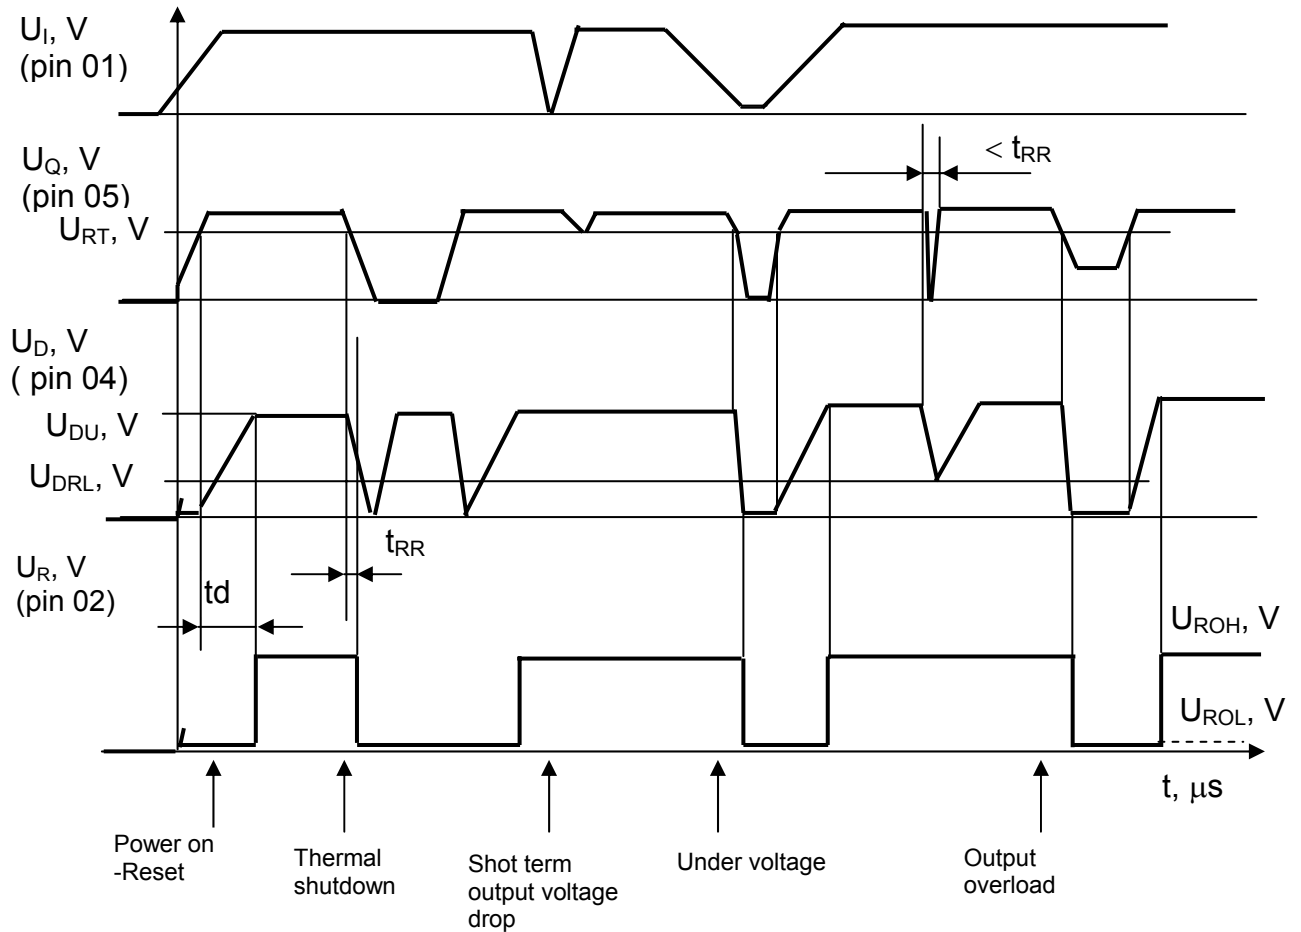 U_I, V
(pin 01)
U_Q, V
(pin 05)
< t_RR
U_RT, V
U_D, V
( pin 04)
U_DU, V
U_DRL, V
t_RR
U_R, V
(pin 02)
td
U_ROH, V
U_ROL, V
t, μs
Power on
-Reset
Thermal
shutdown
Shot term
output voltage
drop
Under voltage
Output
overload